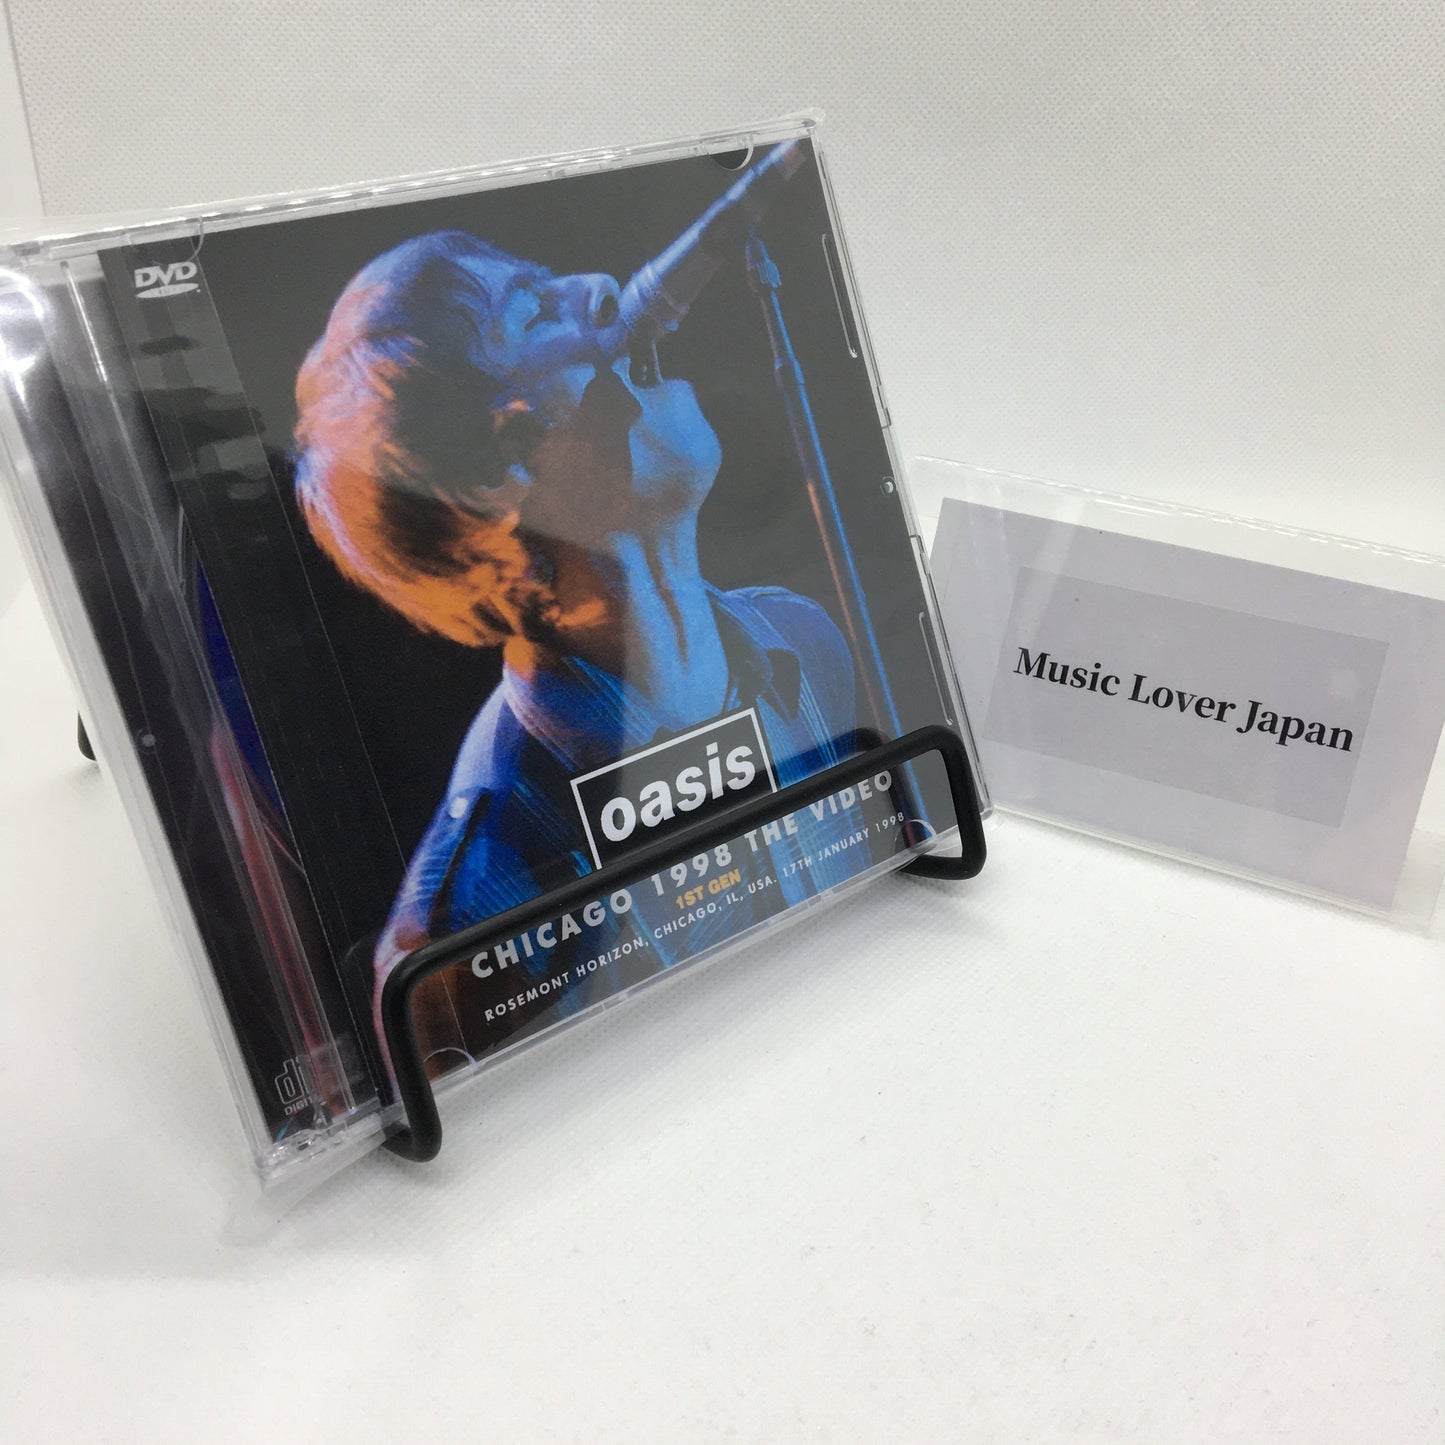 DVD
oasis
CHICAGO 1998 THE VIDEO
1ST GEN
ROSEMONT HORIZON, CHICAGO, IL, USA. 17TH JANUARY 1998
Music Lover Japan